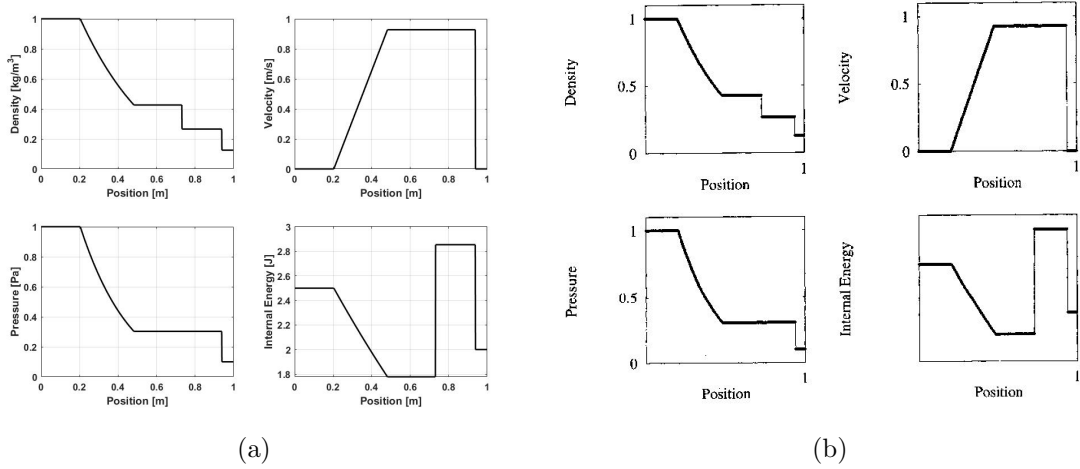 Density [kg/m³]
1
0.8
0.6
0.4
0.2
0
0 0.2 0.4 0.6 0.8 1
Position [m]
Velocity [m/s]
1
0.8
0.6
0.4
0.2
0
0 0.2 0.4 0.6 0.8 1
Position [m]
Pressure [Pa]
1
0.8
0.6
0.4
0.2
0
0 0.2 0.4 0.6 0.8 1
Position [m]
Internal Energy [J]
3
2.8
2.6
2.4
2.2
2
1.8
0 0.2 0.4 0.6 0.8 1
Position [m]
(a)
Density
1
0.5
0
1
Position
Velocity
1
0.5
0
1
Position
Pressure
1
0.5
0
1
Position
Internal Energy
1
Position
(b)